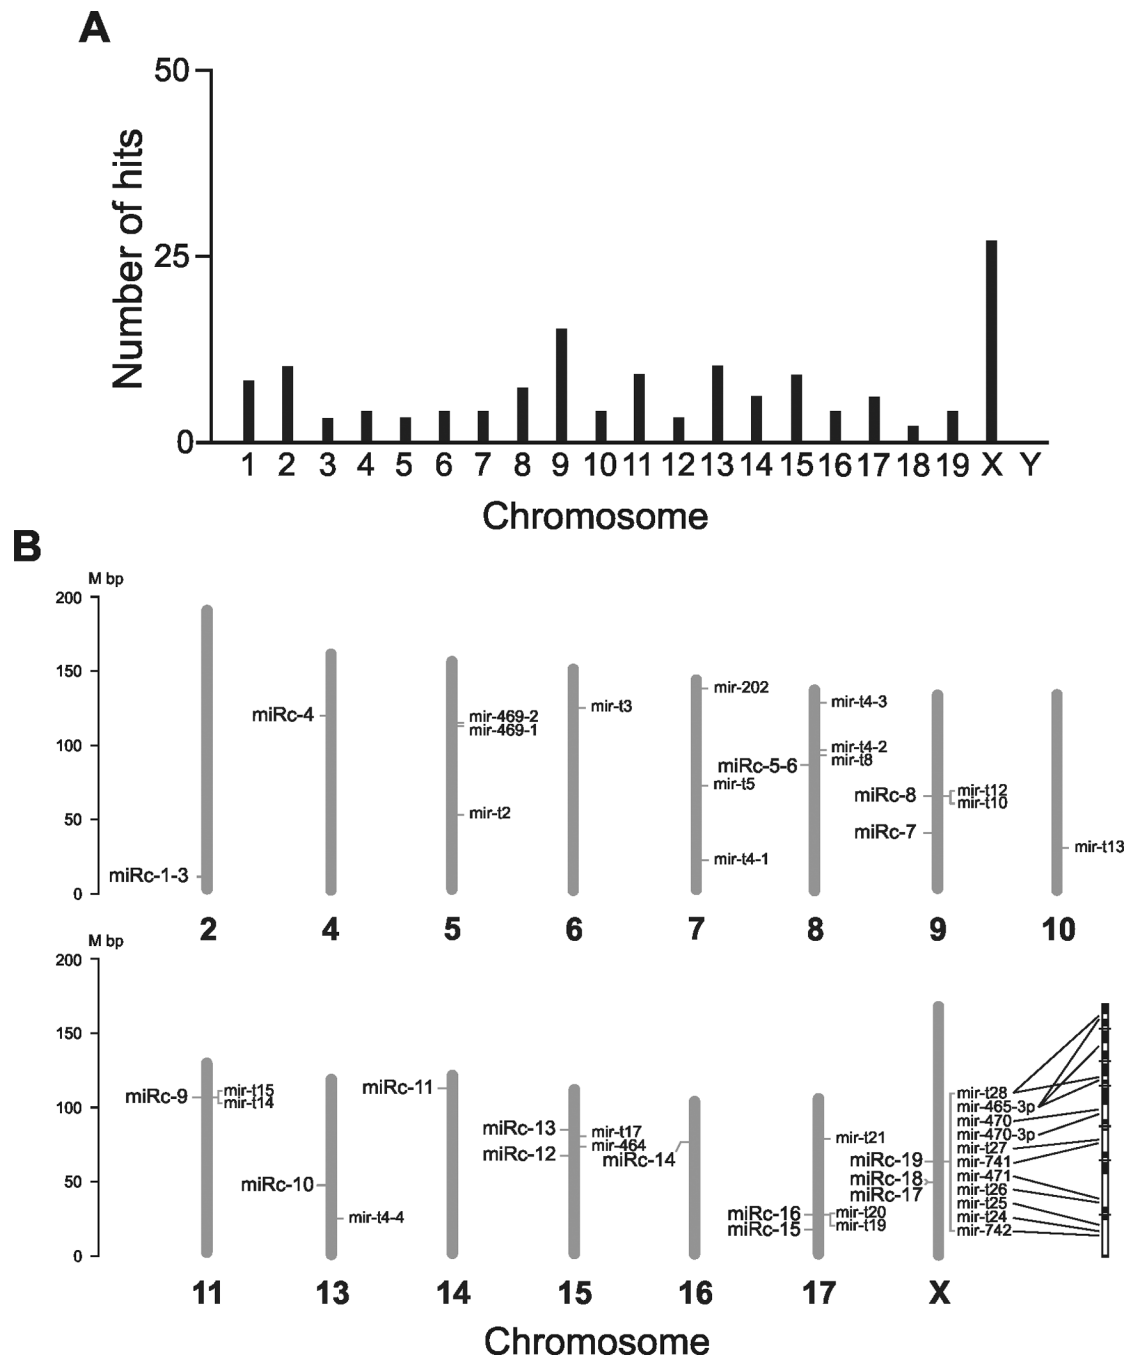 A
50
25
0
Number of hits
1 2 3 4 5 6 7 8 9 10 11 12 13 14 15 16 17 18 19 X Y
Chromosome
B
M bp
200
150
100
50
0
miRc-1-3
miRc-4
mir-469-2
mir-469-1
mir-t2
mir-t3
mir-202
mir-t5
mir-t4-1
mir-t4-3
mir-t4-2
mir-t8
miRc-5-6
miRc-8
mir-t12
mir-t10
miRc-7
mir-t13
2 4 5 6 7 8 9 10
M bp
200
150
100
50
0
miRc-9
mir-t15
mir-t14
miRc-10
mir-t4-4
miRc-11
miRc-13
mir-t17
mir-464
miRc-12
miRc-14
mir-t21
miRc-16
mir-t20
miRc-15
mir-t19
miRc-19
miRc-18
miRc-17
mir-t28
mir-465-3p
mir-470
mir-470-3p
mir-t27
mir-741
mir-471
mir-t26
mir-t25
mir-t24
mir-742
11 13 14 15 16 17 X
Chromosome